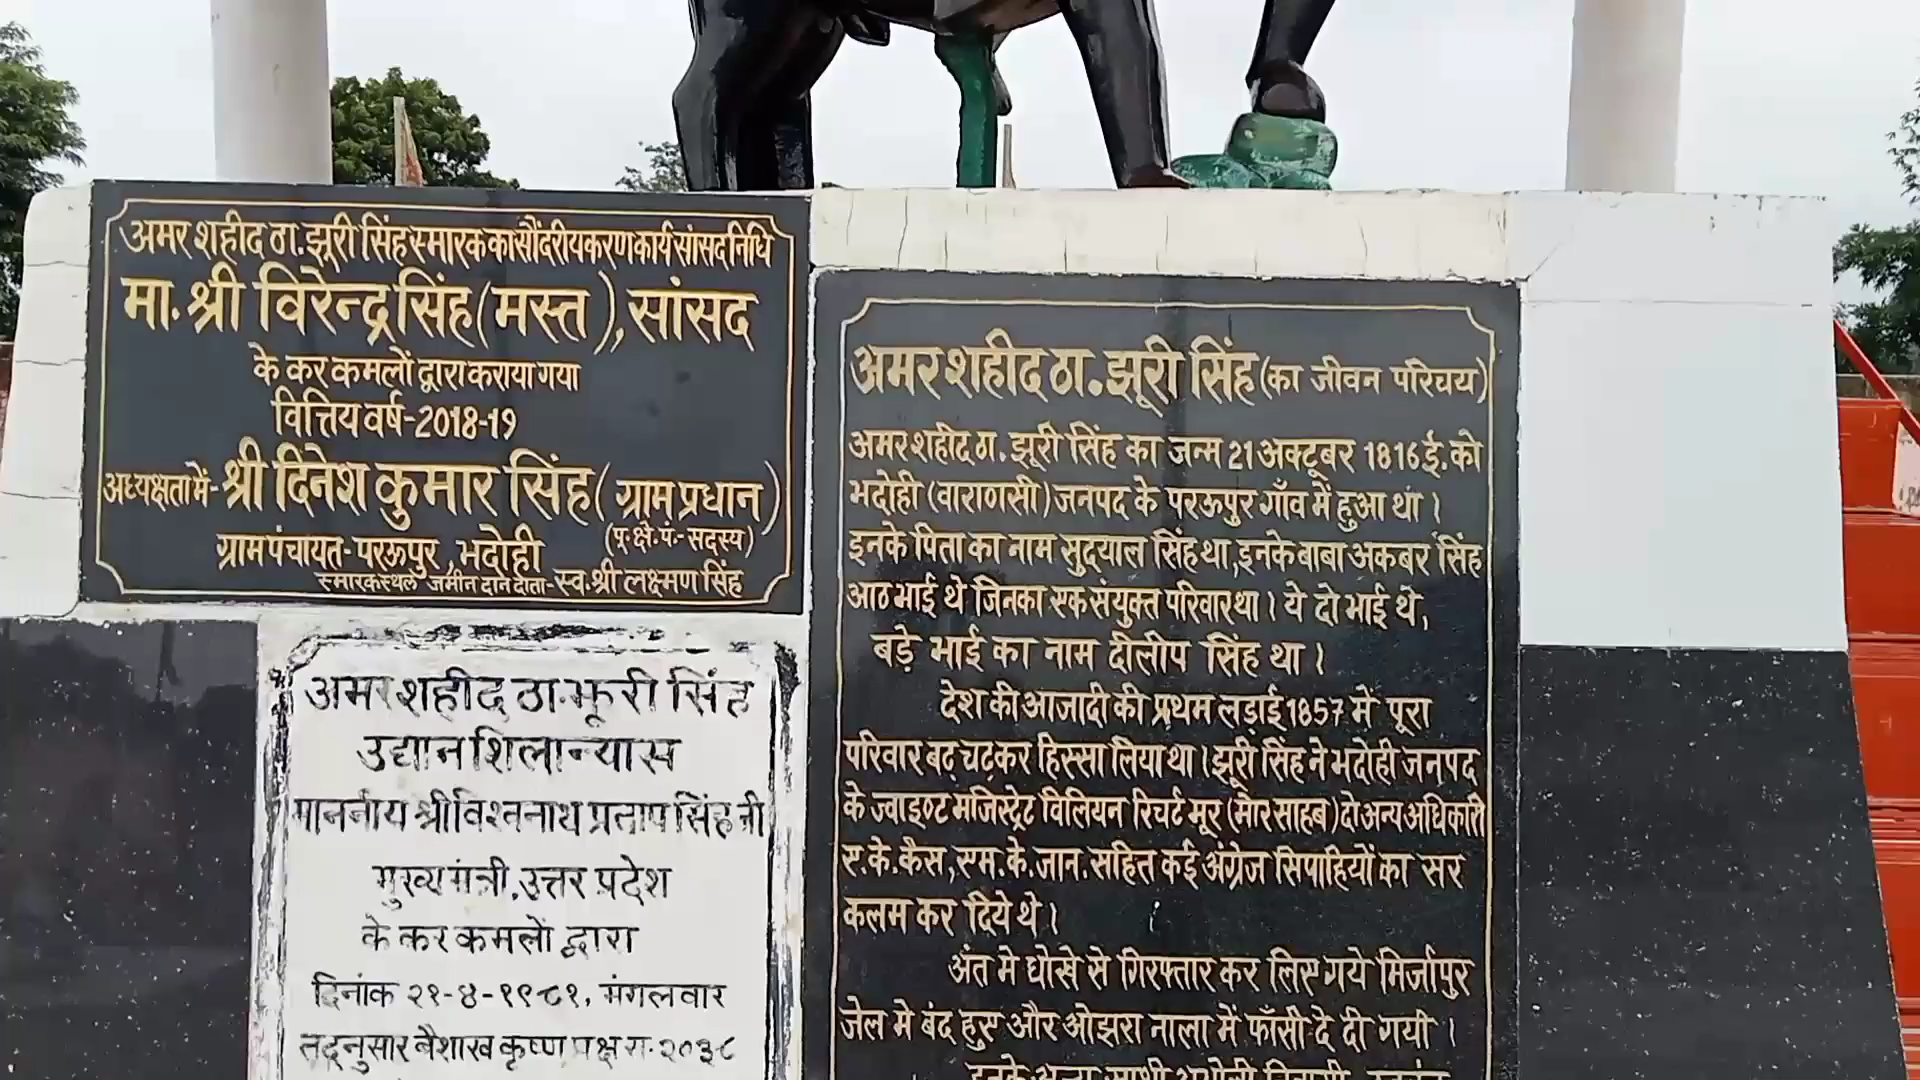 अमर शहीद ठा. झूरी सिंह स्मारक का सौंदरीयकरण कार्य सांसद निधि
मा. श्री विरेन्द्र सिंह (मस्त), सांसद
के कर कमलों द्वारा कराया गया
वित्तिय वर्ष-2018-19
अध्यक्षता में- श्री दिनेश कुमार सिंह (ग्राम प्रधान)
(पू. क्षे. पं.- सदस्य)
ग्राम पंचायत- परऊपुर, भदोही
स्मारक स्थल जमीन दान दाता- स्व. श्री लक्ष्मण सिंह
अमर शहीद ठा. झूरी सिंह
उद्यान शिलान्यास
माननीय श्री विश्वनाथ प्रताप सिंह जी
मुख्य मंत्री, उत्तर प्रदेश
के कर कमलों द्वारा
दिनांक २१-४-१९८१, मंगलवार
तद्नुसार बैशाख कृष्ण पक्ष सं. २०३८
अमर शहीद ठा. झूरी सिंह (का जीवन परिचय)
अमर शहीद ठा. झूरी सिंह का जन्म 21 अक्टूबर 1816 ई. को
भदोही (वाराणसी) जनपद के परऊपुर गाँव में हुआ था।
इनके पिता का नाम सुदयाल सिंह था, इनके बाबा अकबर सिंह
आठ भाई थे जिनका एक संयुक्त परिवार था। ये दो भाई थे,
बड़े भाई का नाम दीलीप सिंह था।
देश की आजादी की प्रथम लड़ाई 1857 में पूरा
परिवार बढ़ चढ़कर हिस्सा लिया था। झूरी सिंह ने भदोही जनपद
के ज्वाइण्ट मजिस्ट्रेट विलियन रिचर्ट मूर (मोर साहब) दो अन्य अधिकारी
ए. के. कैस, एम. के. जान. सहित कई अंग्रेज सिपाहियों का सर
कलम कर दिये थे।
अंत मे धोखे से गिरफ्तार कर लिए गये मिर्जापुर
जेल मे बंद हुए और ओझरा नाला में फाँसी दे दी गयी।
इनके अन्य साथी